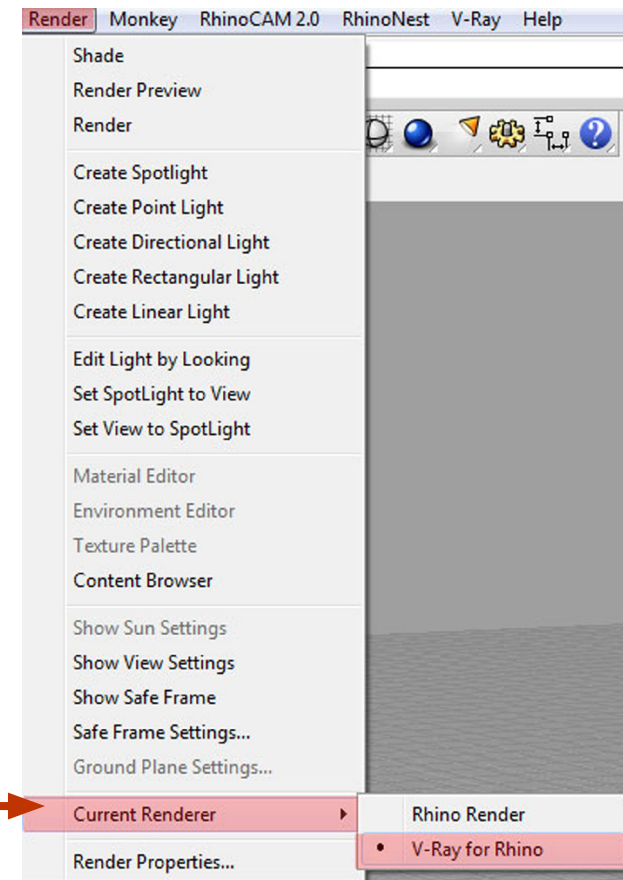 Render Monkey RhinoCAM 2.0 RhinoNest V-Ray Help
Shade
Render Preview
Render
Create Spotlight
Create Point Light
Create Directional Light
Create Rectangular Light
Create Linear Light
Edit Light by Looking
Set SpotLight to View
Set View to SpotLight
Material Editor
Environment Editor
Texture Palette
Content Browser
Show Sun Settings
Show View Settings
Show Safe Frame
Safe Frame Settings...
Ground Plane Settings...
Current Renderer
Rhino Render
V-Ray for Rhino
Render Properties...